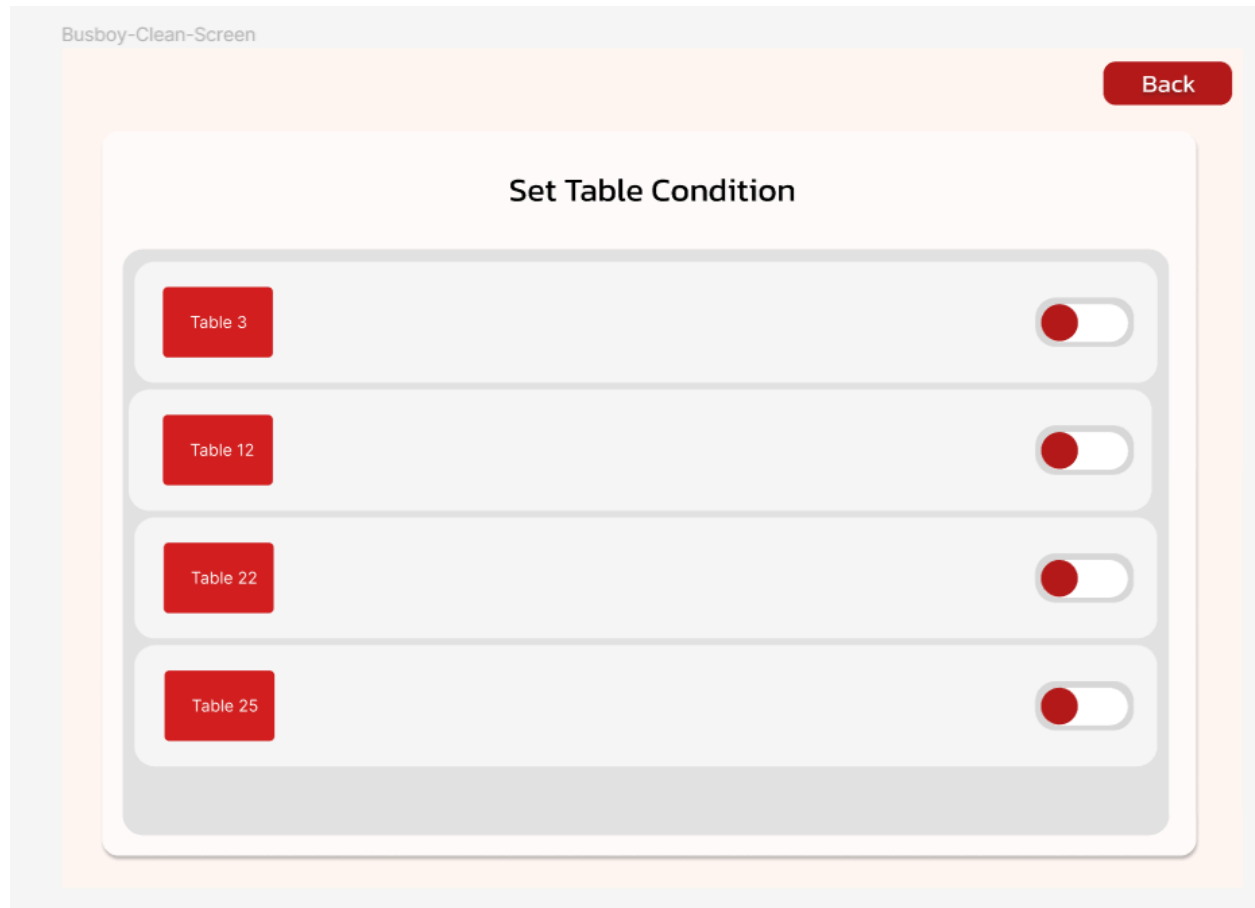 Busboy-Clean-Screen
Back
Set Table Condition
Table 3
Table 12
Table 22
Table 25